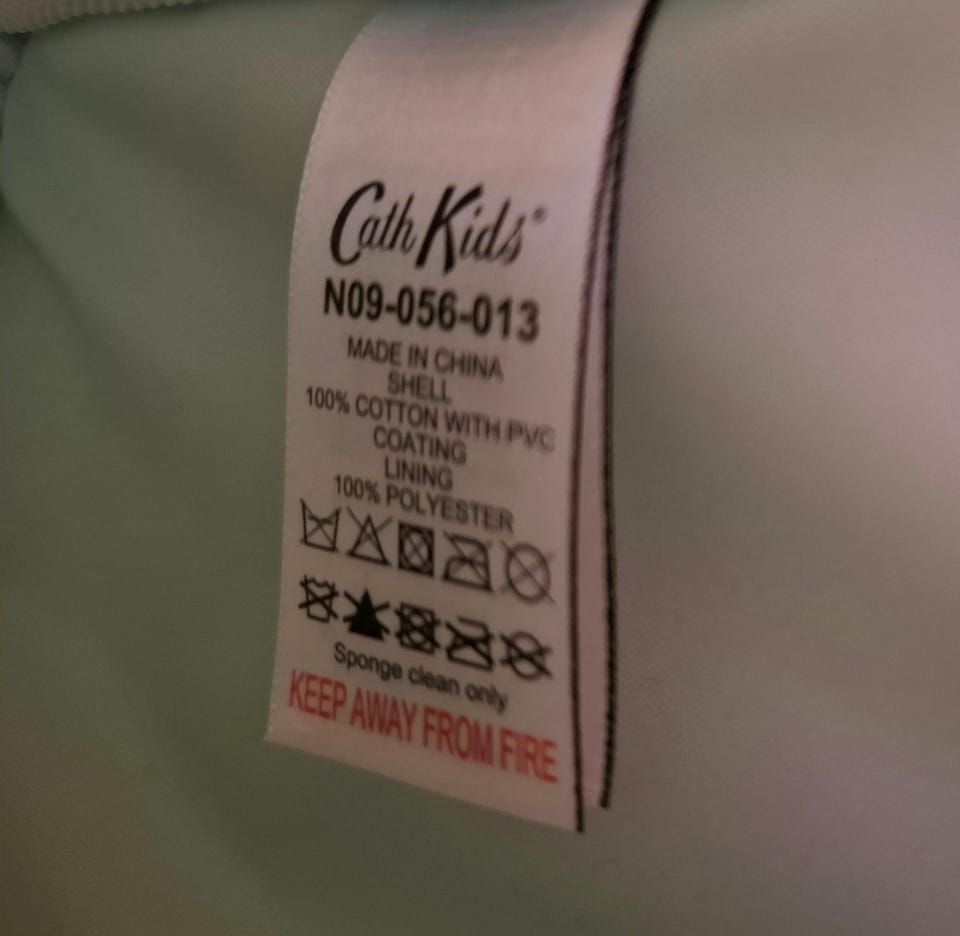 Cath Kids®
N09-056-013
MADE IN CHINA
SHELL
100% COTTON WITH PVC
COATING
LINING
100% POLYESTER
Sponge clean only
KEEP AWAY FROM FIRE